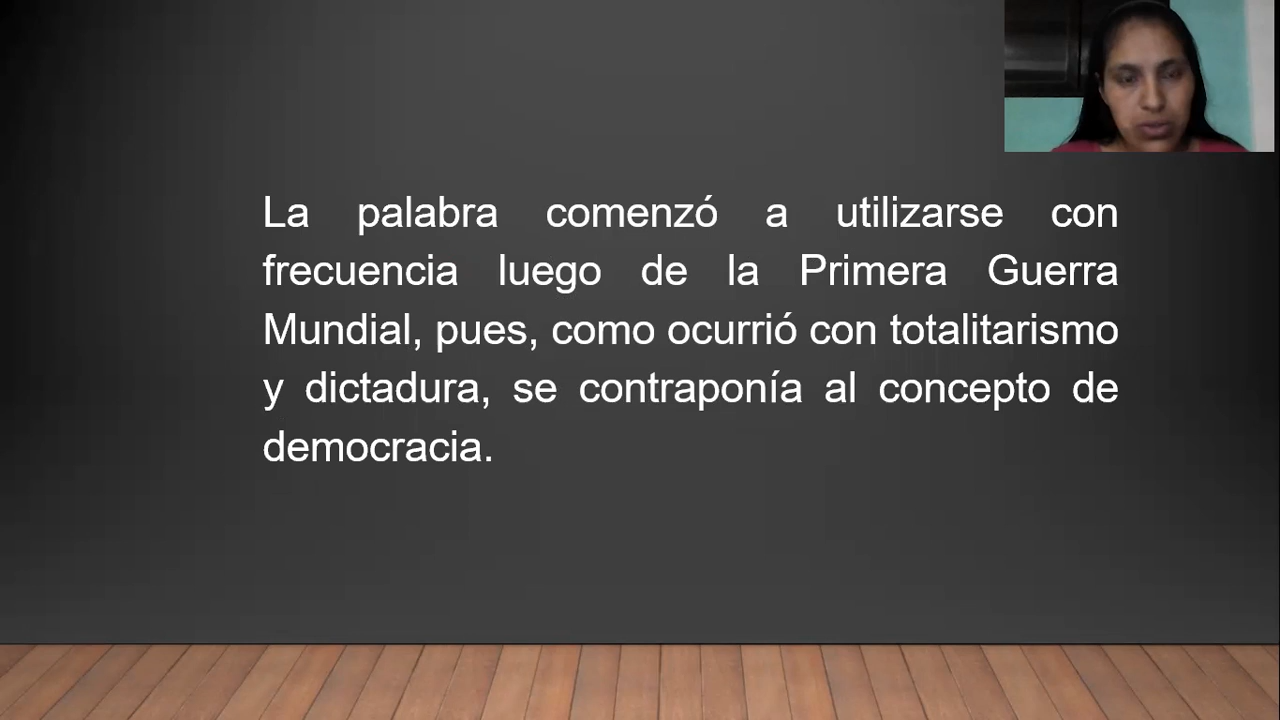 La palabra comenzó a utilizarse con
frecuencia luego de la Primera Guerra
Mundial, pues, como ocurrió con totalitarismo
y dictadura, se contraponía al concepto de
democracia.